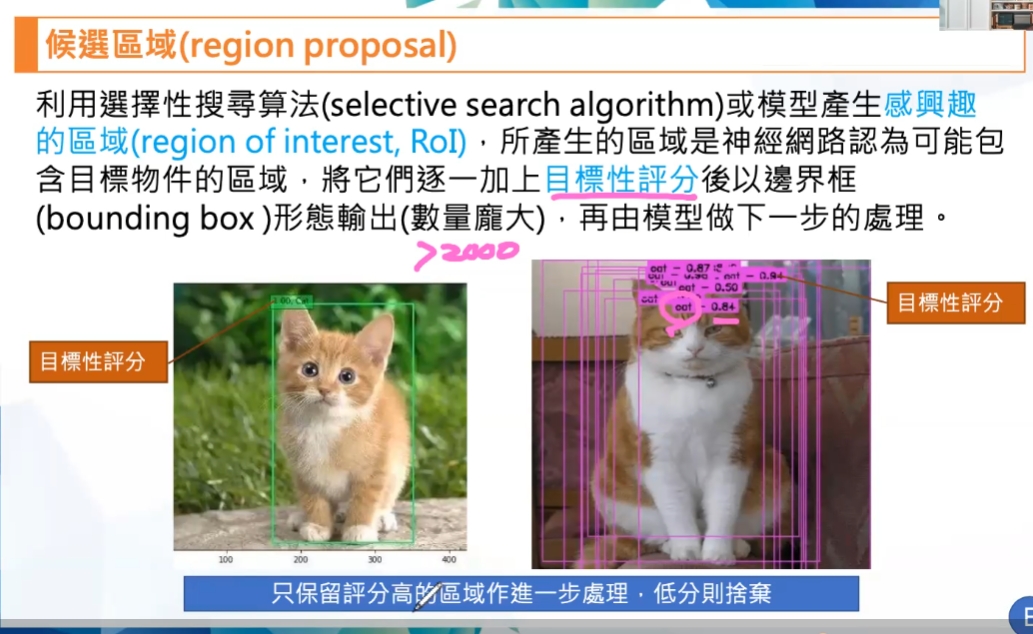 候選區域(region proposal)
利用選擇性搜尋算法(selective search algorithm)或模型產生感興趣
的區域(region of interest, RoI)，所產生的區域是神經網路認為可能包
含目標物件的區域，將它們逐一加上目標性評分後以邊界框
(bounding box )形態輸出(數量龐大)，再由模型做下一步的處理。
>2000
目標性評分
cat - 0.87
cat - 0.94
cat - 0.50
cat
cat - 0.84
目標性評分
100 200 300 400
只保留評分高的區域作進一步處理，低分則捨棄